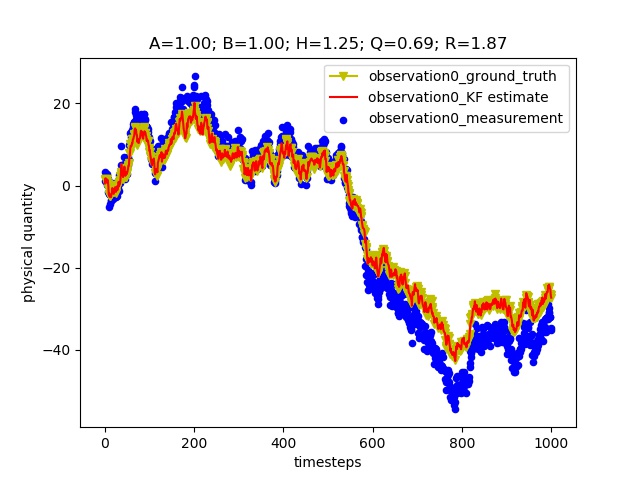 A=1.00; B=1.00; H=1.25; Q=0.69; R=1.87
observation0_ground_truth
observation0_KF estimate
observation0_measurement
physical quantity
20
0
−20
−40
0 200 400 600 800 1000
timesteps